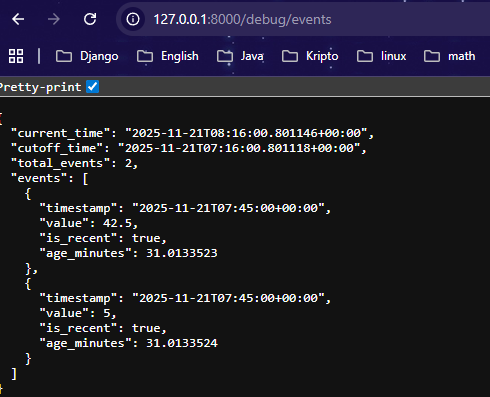 127.0.0.1:8000/debug/events
Django English Java Kripto linux math
Pretty-print
{
"current_time": "2025-11-21T08:16:00.801146+00:00",
"cutoff_time": "2025-11-21T07:16:00.801118+00:00",
"total_events": 2,
"events": [
{
"timestamp": "2025-11-21T07:45:00+00:00",
"value": 42.5,
"is_recent": true,
"age_minutes": 31.0133523
},
{
"timestamp": "2025-11-21T07:45:00+00:00",
"value": 5,
"is_recent": true,
"age_minutes": 31.0133524
}
]
}